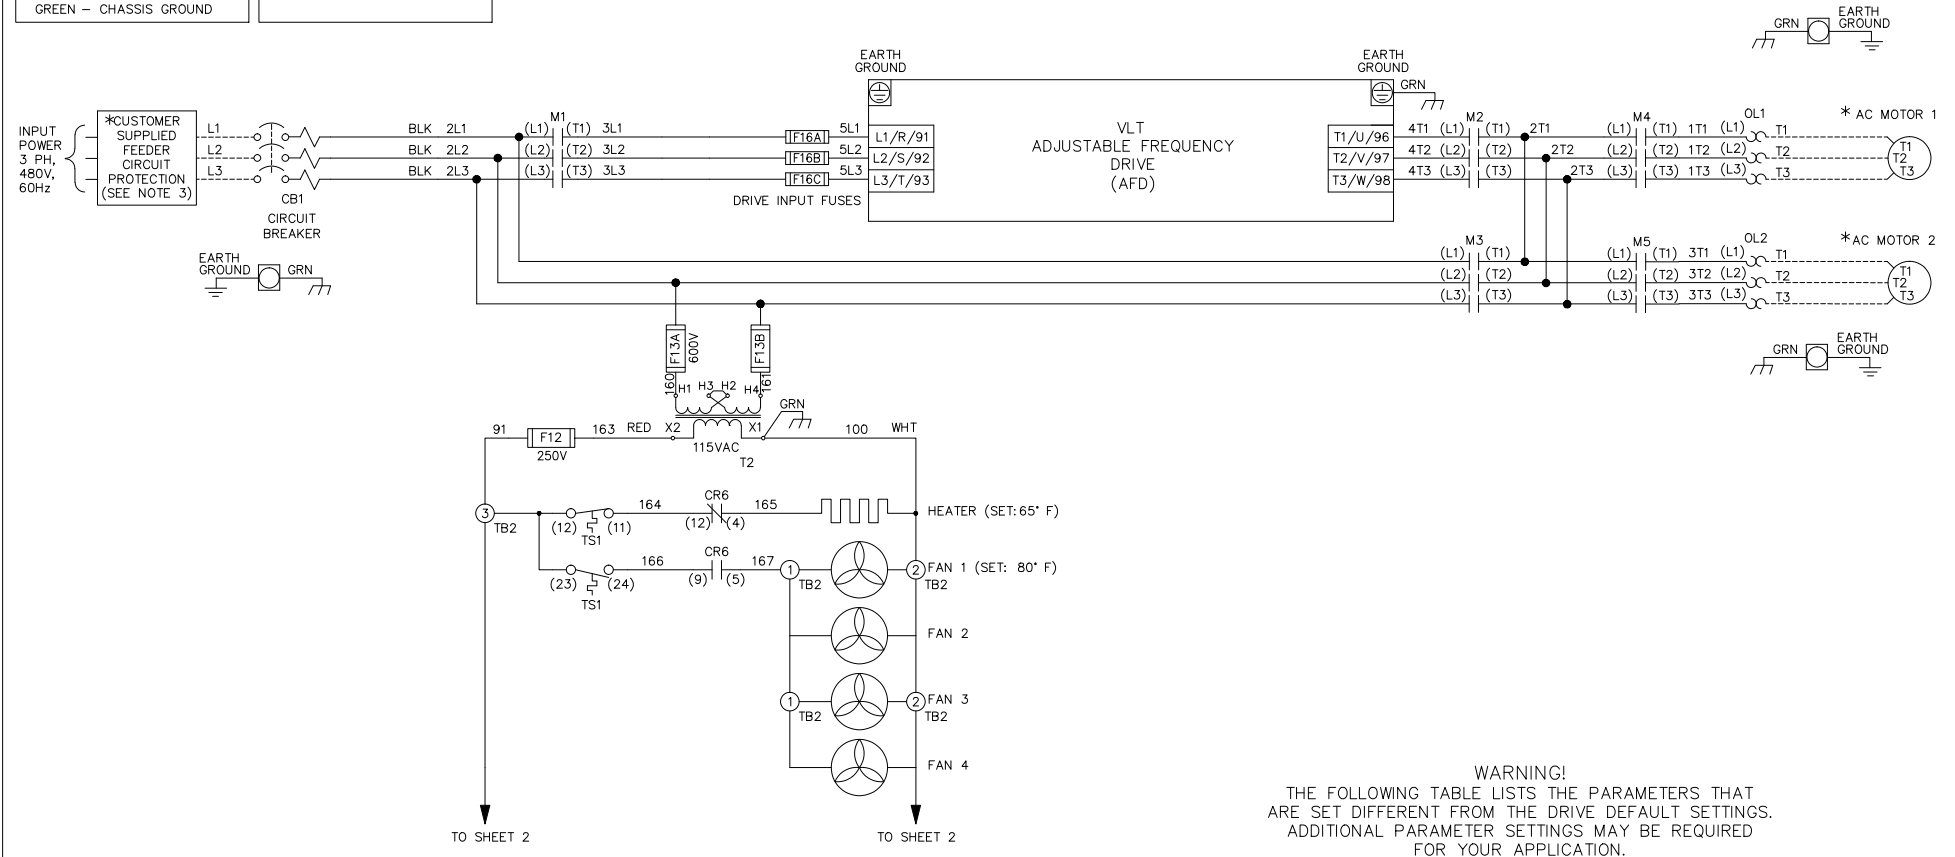 GREEN – CHASSIS GROUND
EARTH
GRN
GROUND
EARTH
GROUND
EARTH
GROUND
GRN
INPUT
POWER
3 PH,
480V,
60Hz
*CUSTOMER
SUPPLIED
FEEDER
CIRCUIT
PROTECTION
(SEE NOTE 3)
L1
L2
L3
CB1
CIRCUIT
BREAKER
BLK 2L1
BLK 2L2
BLK 2L3
M1
(L1) (T1) 3L1
(L2) (T2) 3L2
(L3) (T3) 3L3
F16A
F16B
F16C
DRIVE INPUT FUSES
5L1
5L2
5L3
L1/R/91
L2/S/92
L3/T/93
VLT
ADJUSTABLE FREQUENCY
DRIVE
(AFD)
T1/U/96
T2/V/97
T3/W/98
M2
4T1 (L1) (T1)
4T2 (L2) (T2)
4T3 (L3) (T3)
2T1
2T2
2T3
M4
(L1) (T1) 1T1 (L1)
(L2) (T2) 1T2 (L2)
(L3) (T3) 1T3 (L3)
OL1
T1
T2
T3
* AC MOTOR 1
T1
T2
T3
EARTH
GROUND
GRN
M3
(L1) (T1)
(L2) (T2)
(L3) (T3)
M5
(L1) (T1) 3T1 (L1)
(L2) (T2) 3T2 (L2)
(L3) (T3) 3T3 (L3)
OL2
T1
T2
T3
*AC MOTOR 2
T1
T2
T3
F13A
600V
F13B
160
161
H1 H3 H2 H4
GRN
EARTH
GRN
GROUND
91
F12
250V
163 RED X2
X1
115VAC
T2
100 WHT
3
TB2
(12) (11)
TS1
164
CR6
(12) (4)
165
HEATER (SET:65° F)
(23) (24)
TS1
166
CR6
(9) (5)
167
1
TB2
2
TB2
FAN 1 (SET: 80° F)
FAN 2
1
TB2
2
TB2
FAN 3
FAN 4
TO SHEET 2
TO SHEET 2
WARNING!
THE FOLLOWING TABLE LISTS THE PARAMETERS THAT
ARE SET DIFFERENT FROM THE DRIVE DEFAULT SETTINGS.
ADDITIONAL PARAMETER SETTINGS MAY BE REQUIRED
FOR YOUR APPLICATION.